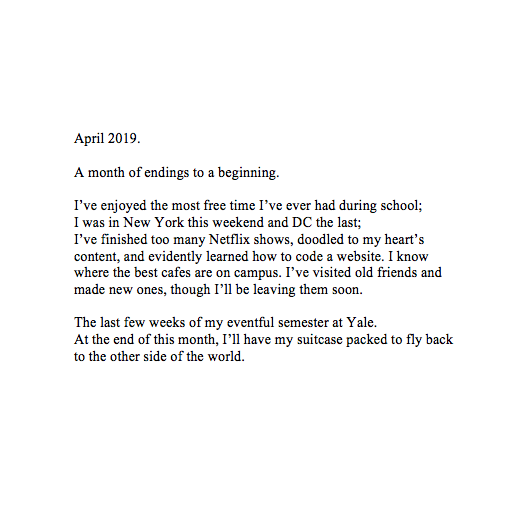 April 2019.
A month of endings to a beginning.
I've enjoyed the most free time I've ever had during school;
I was in New York this weekend and DC the last;
I've finished too many Netflix shows, doodled to my heart's
content, and evidently learned how to code a website. I know
where the best cafes are on campus. I've visited old friends and
made new ones, though I'll be leaving them soon.
The last few weeks of my eventful semester at Yale.
At the end of this month, I'll have my suitcase packed to fly back
to the other side of the world.